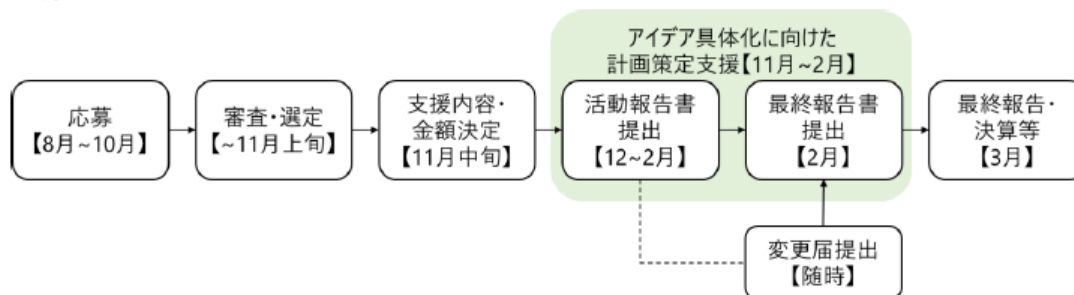 アイデア具体化に向けた
計画策定支援【11月~2月】
応募
【8月~10月】
審査・選定
【~11月上旬】
支援内容・
金額決定
【11月中旬】
活動報告書
提出
【12~2月】
最終報告書
提出
【2月】
最終報告・
決算等
【3月】
変更届提出
【随時】